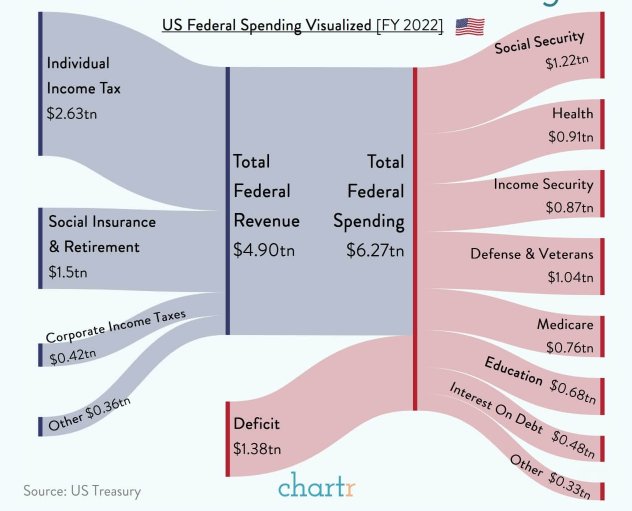 US Federal Spending Visualized [FY 2022]
Individual
Income Tax
$2.63tn
Social Insurance
& Retirement
$1.5tn
Corporate Income Taxes
$0.42tn
Other $0.36tn
Total
Federal
Revenue
$4.90tn
Total
Federal
Spending
$6.27tn
Deficit
$1.38tn
Social Security
$1.22tn
Health
$0.91tn
Income Security
$0.87tn
Defense & Veterans
$1.04tn
Medicare
$0.76tn
Education $0.68tn
Interest On Debt $0.48tn
Other $0.33tn
Source: US Treasury
chartr